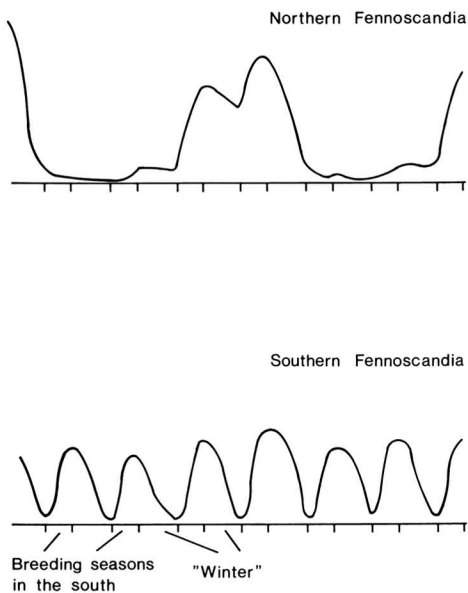 Northern Fennoscandia
Southern Fennoscandia
Breeding seasons
in the south
"Winter"